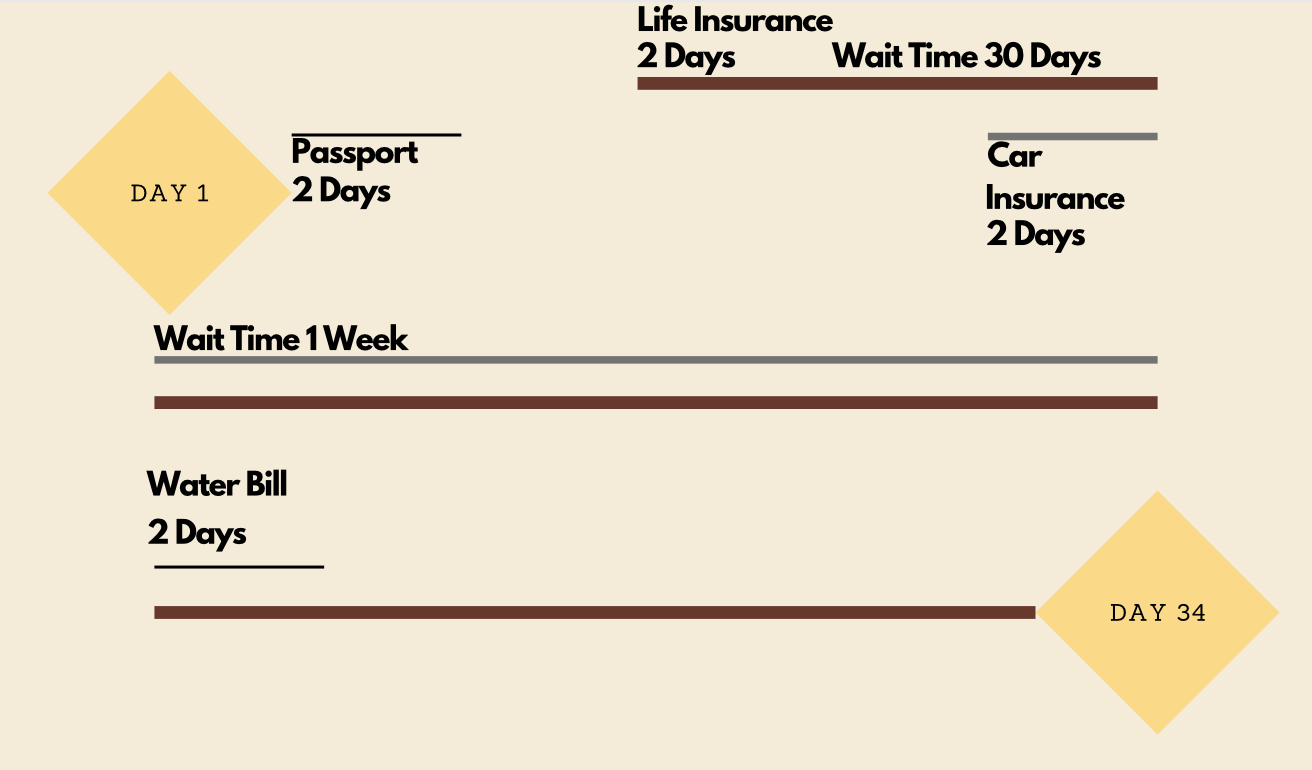 Life Insurance
2 Days
Wait Time 30 Days
DAY 1
Passport
2 Days
Car
Insurance
2 Days
Wait Time 1 Week
Water Bill
2 Days
DAY 34